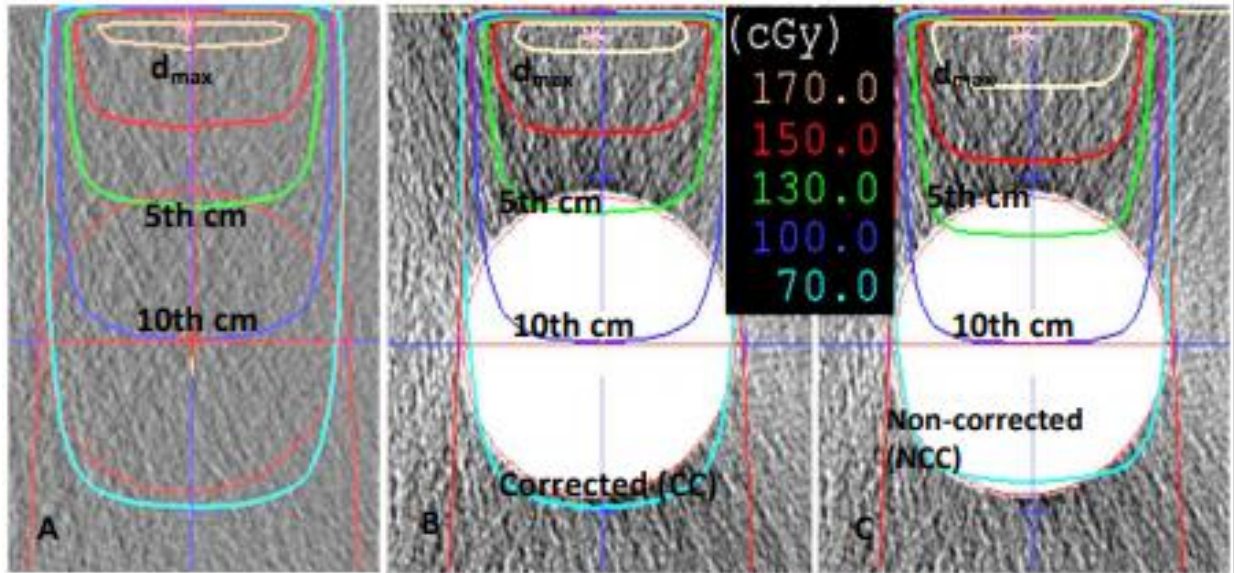 dmax
5th cm
10th cm
A
dmax
5th cm
10th cm
Corrected (CC)
B
(cGy)
170.0
150.0
130.0
100.0
70.0
dmax
5th cm
10th cm
Non-corrected
(NCC)
C